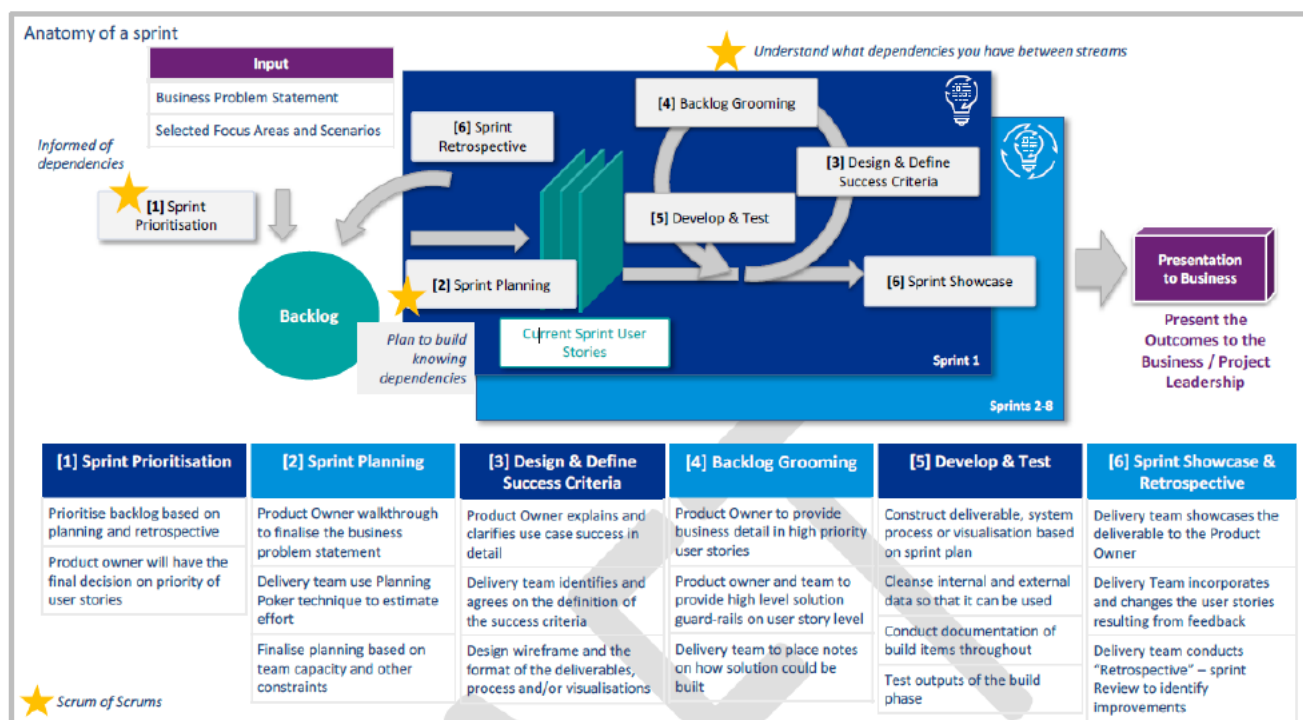 Anatomy of a sprint
Input
Business Problem Statement
Selected Focus Areas and Scenarios
Understand what dependencies you have between streams
Informed of
dependencies
[1] Sprint
Prioritisation
[6] Sprint
Retrospective
[4] Backlog Grooming
[3] Design & Define
Success Criteria
[5] Develop & Test
[2] Sprint Planning
[6] Sprint Showcase
Backlog
Plan to build
knowing
dependencies
Current Sprint User
Stories
Sprint 1
Sprints 2-8
Presentation
to Business
Present the
Outcomes to the
Business / Project
Leadership
[1] Sprint Prioritisation
Prioritise backlog based on
planning and retrospective
Product owner will have the
final decision on priority of
user stories
[2] Sprint Planning
Product Owner walkthrough
to finalise the business
problem statement
Delivery team use Planning
Poker technique to estimate
effort
Finalise planning based on
team capacity and other
constraints
[3] Design & Define
Success Criteria
Product Owner explains and
clarifies use case success in
detail
Delivery team identifies and
agrees on the definition of
the success criteria
Design wireframe and the
format of the deliverables,
process and/or visualisations
[4] Backlog Grooming
Product Owner to provide
business detail in high priority
user stories
Product owner and team to
provide high level solution
guard-rails on user story level
Delivery team to place notes
on how solution could be
built
[5] Develop & Test
Construct deliverable, system
process or visualisation based
on sprint plan
Cleanse internal and external
data so that it can be used
Conduct documentation of
build items throughout
Test outputs of the build
phase
[6] Sprint Showcase &
Retrospective
Delivery team showcases the
deliverable to the Product
Owner
Delivery Team incorporates
and changes the user stories
resulting from feedback
Delivery team conducts
“Retrospective” – sprint
Review to identify
improvements
Scrum of Scrums